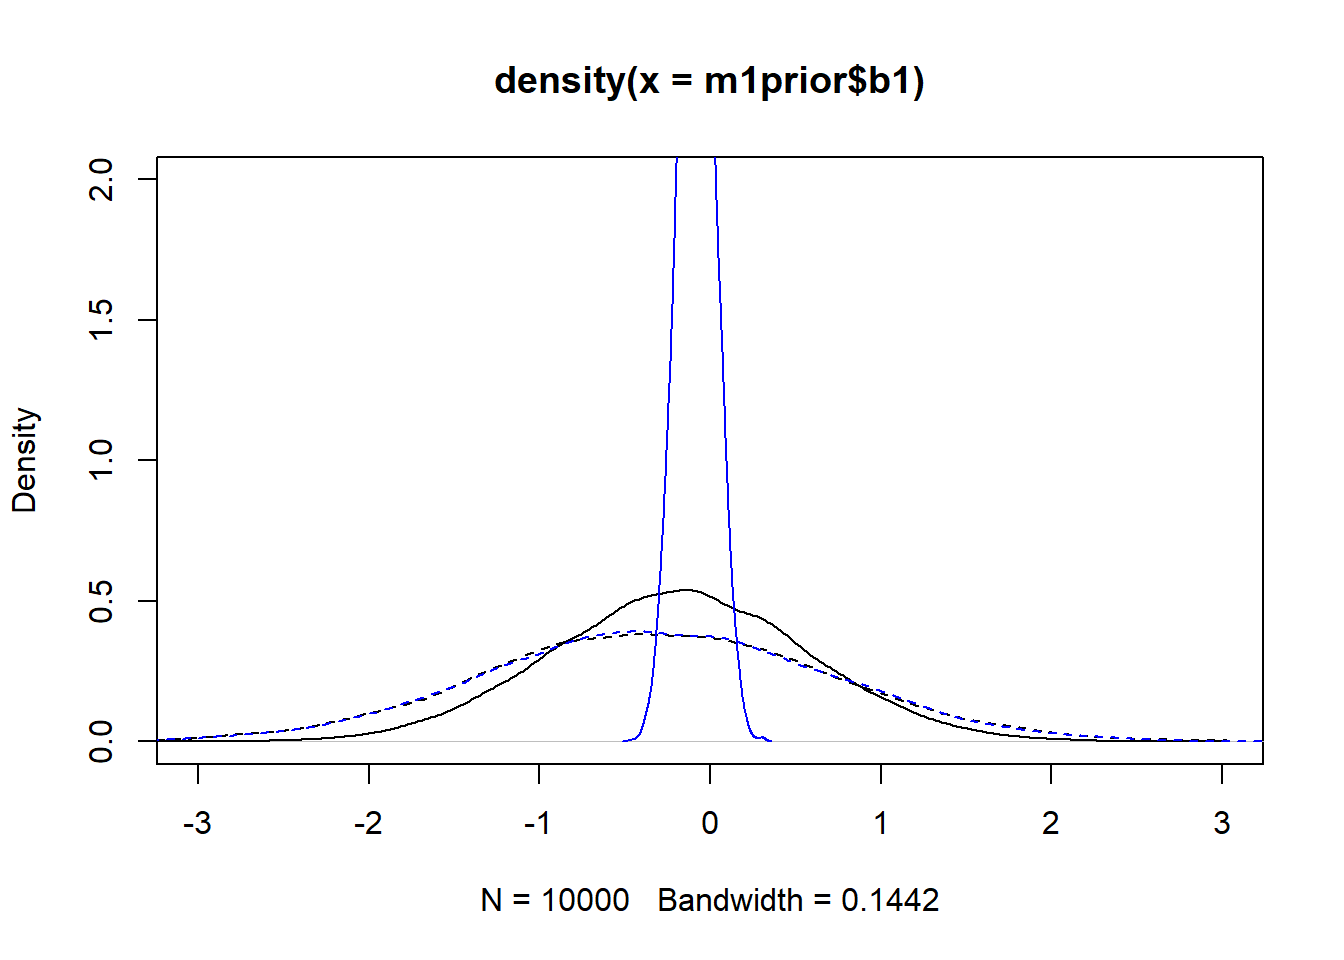 density(x = m1prior$b1)
Density
2.0
1.5
1.0
0.5
0.0
-3 -2 -1 0 1 2 3
N = 10000 Bandwidth = 0.1442